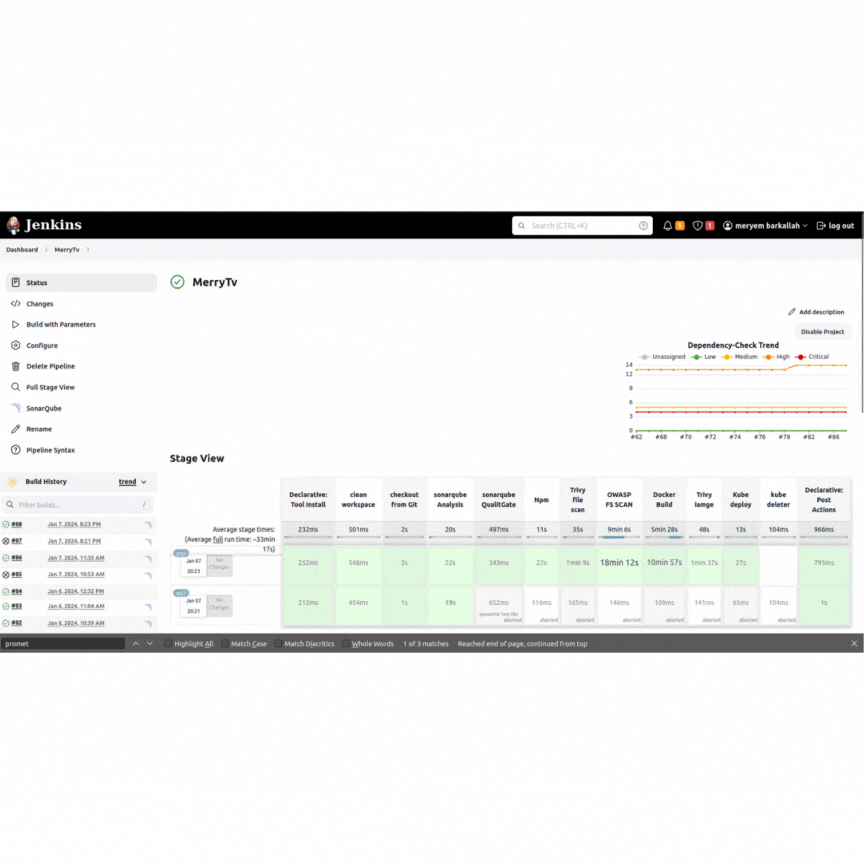 Jenkins
Search (CTRL+K)
1
1
meryem barkallah
log out
Dashboard
MerryTv
Status
Changes
Build with Parameters
Configure
Delete Pipeline
Full Stage View
SonarQube
Rename
Pipeline Syntax
Build History
trend
Filter builds...
/
#88 Jan 7, 2024, 8:23 PM
#87 Jan 7, 2024, 8:21 PM
#86 Jan 7, 2024, 11:55 AM
#85 Jan 7, 2024, 10:53 AM
#84 Jan 6, 2024, 12:32 PM
#83 Jan 6, 2024, 11:04 AM
#82 Jan 6, 2024, 10:39 AM
MerryTv
Add description
Disable Project
Dependency-Check Trend
Unassigned Low Medium High Critical
14
12
9
6
3
0
#62 #68 #70 #72 #74 #76 #78 #82 #86
Stage View
Declarative: Tool Install
clean workspace
checkout from Git
sonarqube Analysis
sonarqube QualitGate
Npm
Trivy file scan
OWASP FS SCAN
Docker Build
Trivy iamge
Kube deploy
kube deleter
Declarative: Post Actions
Average stage times:
(Average full run time: ~33min
17s)
232ms 501ms 2s 20s 497ms 11s 35s 9min 6s 5min 28s 48s 13s 104ms 966ms
Jan 07
20:23
No Changes
252ms 548ms 2s 22s 343ms 22s 1min 9s 18min 12s 10min 57s 1min 37s 27s 795ms
Jan 07
20:21
No Changes
212ms 454ms 1s 19s 652ms 116ms 165ms 146ms 109ms 141ms 85ms 104ms 1s
aborted aborted aborted aborted aborted aborted aborted aborted
promet
Highlight All
Match Case
Match Diacritics
Whole Words
1 of 3 matches
Reached end of page, continued from top